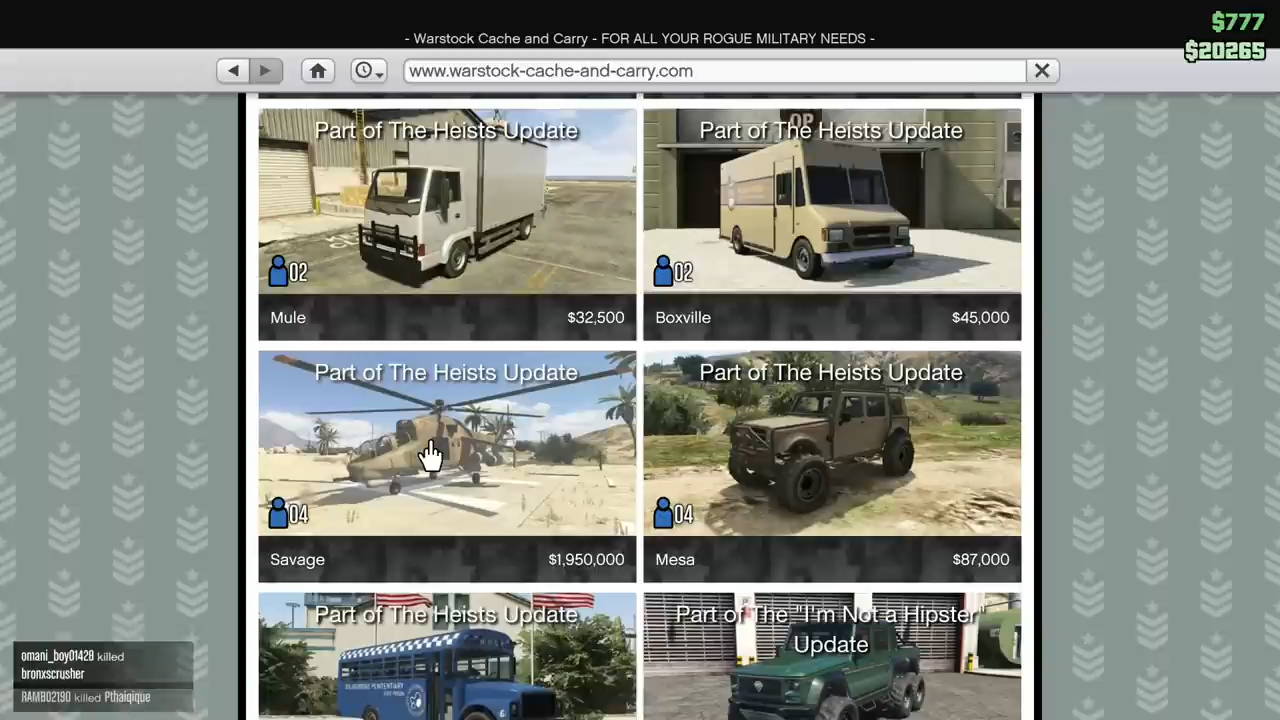 $777
- Warstock Cache and Carry - FOR ALL YOUR ROGUE MILITARY NEEDS -
$20265
www.warstock-cache-and-carry.com
Part of The Heists Update
Part of The Heists Update
OP
02
02
Mule
$32,500
Boxville
$45,000
Part of The Heists Update
Part of The Heists Update
04
04
Savage
$1,950,000
Mesa
$87,000
Part of The Heists Update
Part of The "I'm Not a Hipster"
Update
omani_boy01428 killed
bronxscrusher
RAMBO2190 killed Pthaiqique